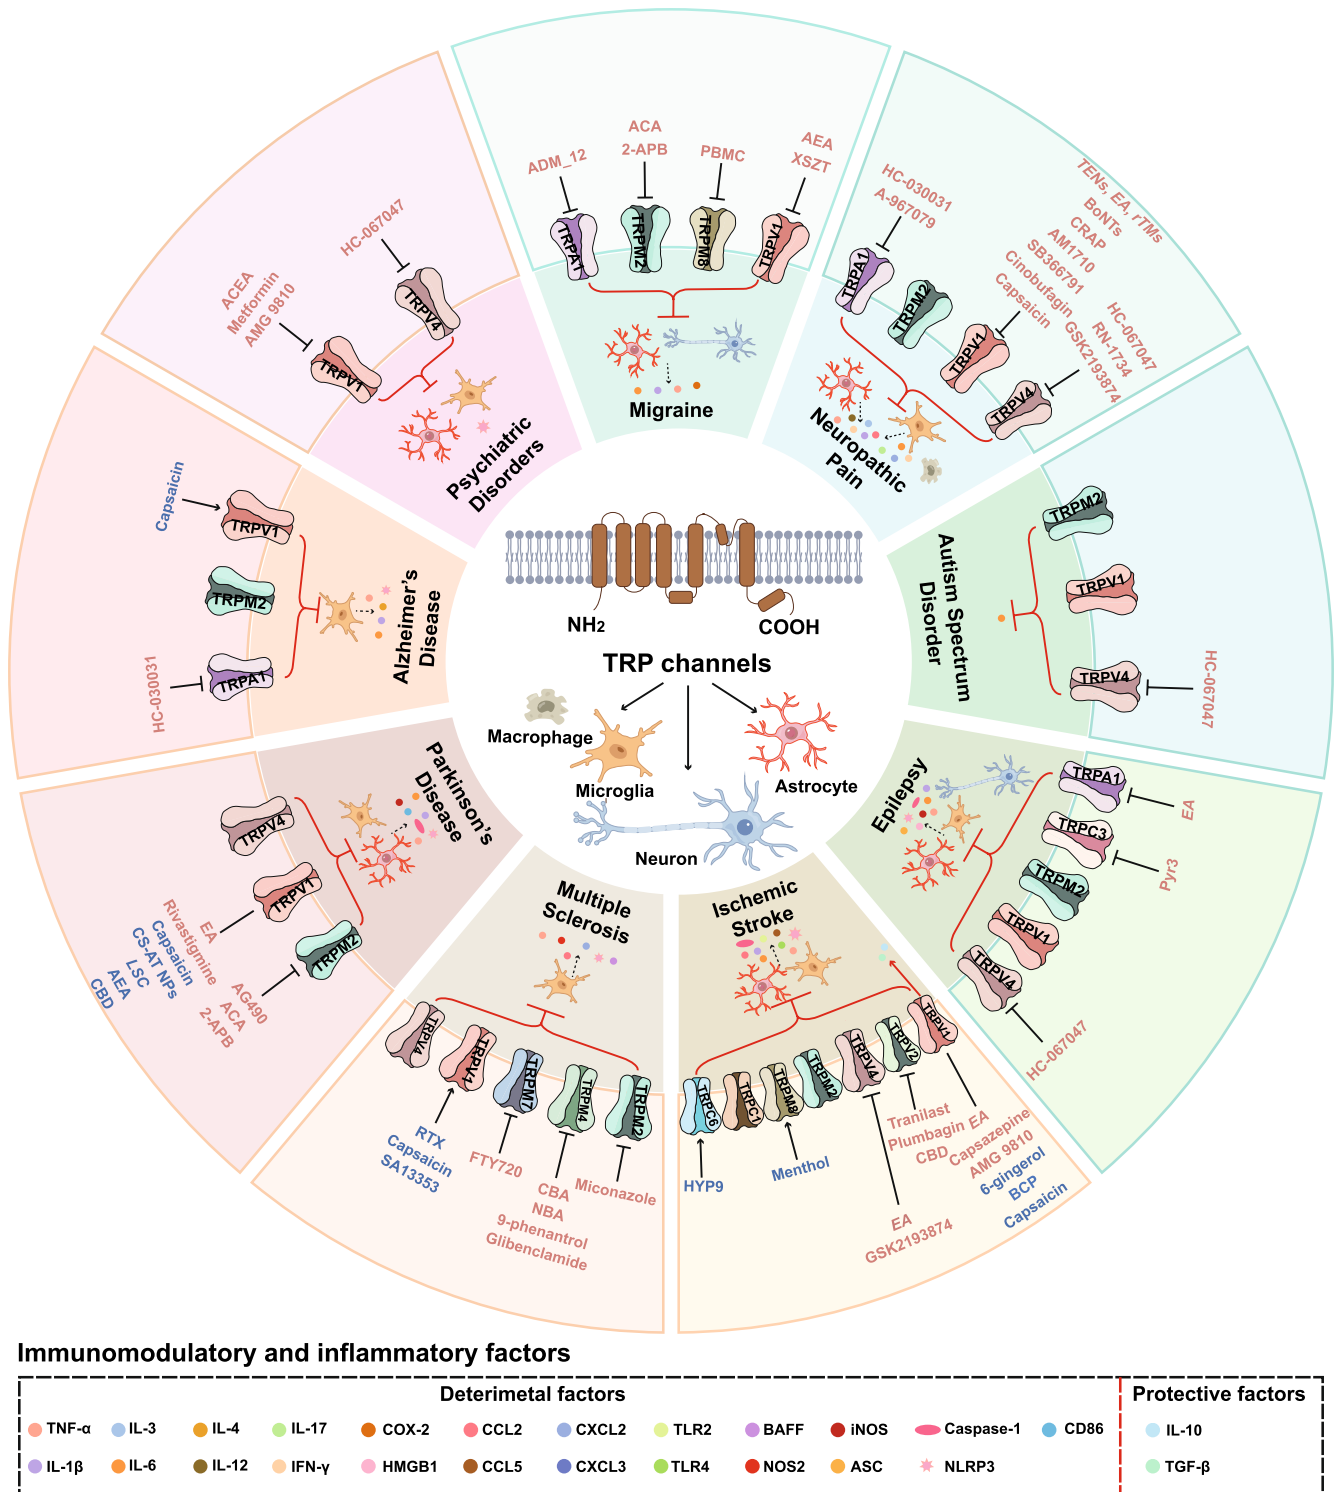 ADM_12
ACA
2-APB
PBMC
AEA
XSZT
TRPA1
TRPM2
TRPM8
TRPV1
Migraine
HC-030031
A-967079
TENs, EA, rTMs
BoNTs
CRAP
AM1710
SB366791
Cinobufagin
Capsaicin
HC-067047
RN-1734
GSK2193874
TRPA1
TRPM2
TRPV1
TRPV4
Neuropathic
Pain
TRPM2
TRPV1
TRPV4
HC-067047
Autism Spectrum
Disorder
TRPA1
TRPC3
TRPM2
TRPV1
TRPV4
EA
Pyr3
HC-067047
Epilepsy
Ischemic
Stroke
TRPC6
TRPC1
TRPM8
TRPM2
TRPV4
TRPV2
TRPV1
HYP9
Menthol
EA
GSK2193874
Tranilast
Plumbagin
CBD
EA
Capsazepine
AMG 9810
6-gingerol
BCP
Capsaicin
Multiple
Sclerosis
TRPV4
TRPV1
TRPM7
TRPM4
TRPM2
RTX
Capsaicin
SA13353
FTY720
CBA
NBA
9-phenantrol
Glibenclamide
Miconazole
Parkinson's
Disease
TRPV4
TRPV1
TRPM2
EA
Rivastigmine
Capsaicin
CS-AT NPs
LSC
AEA
CBD
AG490
ACA
2-APB
Alzheimer's
Disease
Capsaicin
TRPV1
TRPM2
TRPA1
HC-030031
Psychiatric
Disorders
HC-067047
TRPV4
ACEA
Metformin
AMG 9810
TRPV1
NH2
COOH
TRP channels
Macrophage
Microglia
Astrocyte
Neuron
Immunomodulatory and inflammatory factors
Deterimetal factors
Protective factors
TNF-α IL-3 IL-4 IL-17 COX-2 CCL2 CXCL2 TLR2 BAFF iNOS Caspase-1 CD86 IL-10
IL-1β IL-6 IL-12 IFN-γ HMGB1 CCL5 CXCL3 TLR4 NOS2 ASC NLRP3 TGF-β